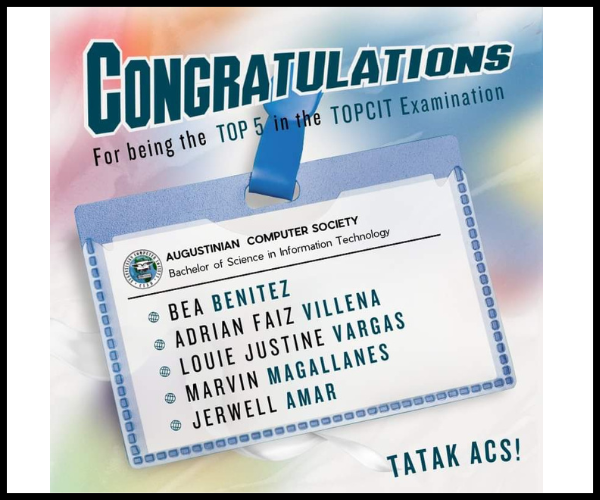 CONGRATULATIONS
For being the TOP 5 in the TOPCIT Examination
AUGUSTINIAN COMPUTER SOCIETY
Bachelor of Science in Information Technology
BEA BENITEZ
ADRIAN FAIZ VILLENA
LOUIE JUSTINE VARGAS
MARVIN MAGALLANES
JERWELL AMAR
TATAK ACS!